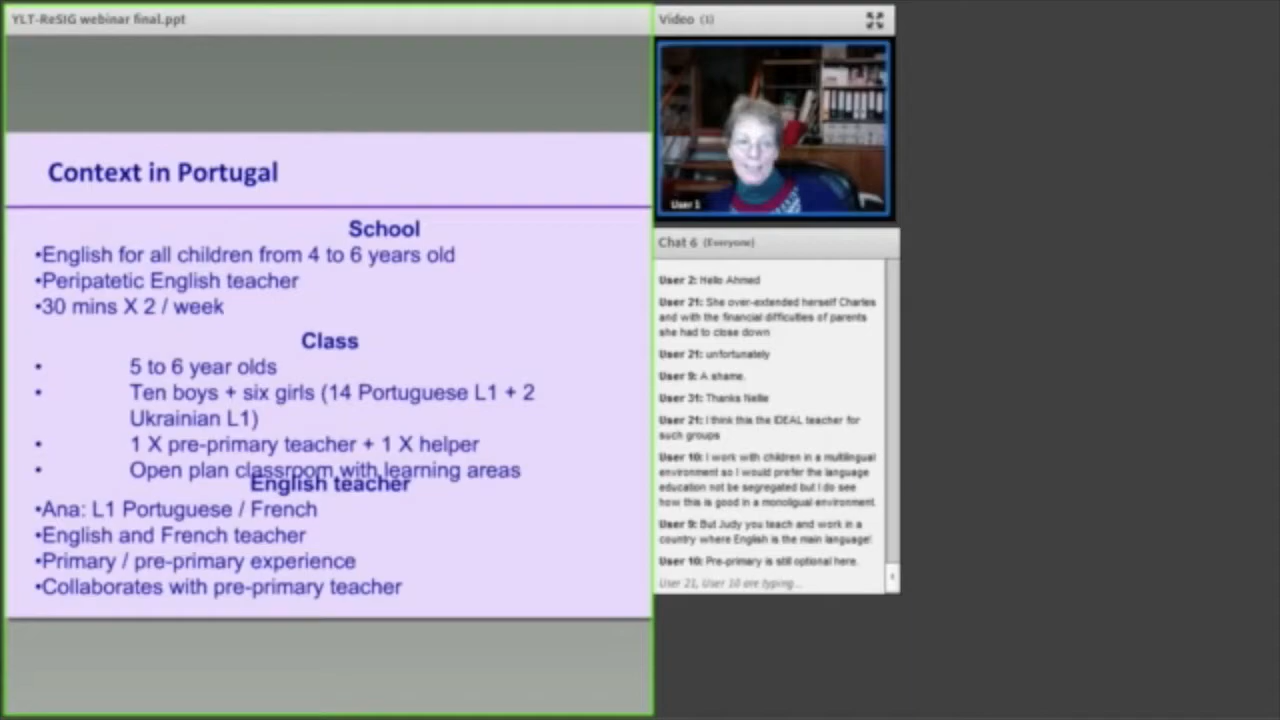 YLT-ReSIG webinar final.ppt
Context in Portugal
School
•English for all children from 4 to 6 years old
•Peripatetic English teacher
•30 mins X 2 / week
Class
• 5 to 6 year olds
• Ten boys + six girls (14 Portuguese L1 + 2
Ukrainian L1)
• 1 X pre-primary teacher + 1 X helper
• Open plan classroom with learning areas
English teacher
•Ana: L1 Portuguese / French
•English and French teacher
•Primary / pre-primary experience
•Collaborates with pre-primary teacher
Video (1)
User 1
Chat 6 (Everyone)
User 2: Hello Ahmed
User 21: She over-extended herself Charles
and with the financial difficulties of parents
she had to close down
User 21: unfortunately
User 9: A shame.
User 31: Thanks Nellie
User 21: I think this the IDEAL teacher for
such groups
User 10: I work with children in a multilingual
environment so I would prefer the language
education not be segregated but I do see
how this is good in a monoligual environment.
User 9: But Judy you teach and work in a
country where English is the main language!
User 10: Pre-primary is still optional here.
User 21, User 10 are typing...